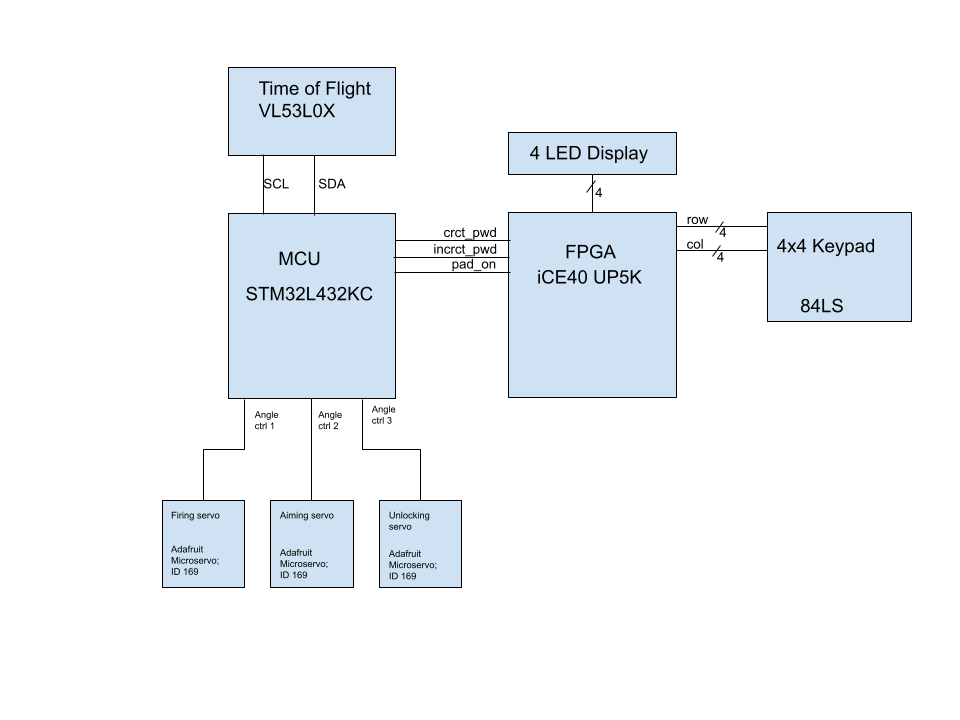 Time of Flight
VL53L0X
4 LED Display
SCL
SDA
4
row
4
col
4
crct_pwd
incrct_pwd
pad_on
MCU
STM32L432KC
FPGA
iCE40 UP5K
4x4 Keypad
84LS
Angle
ctrl 1
Angle
ctrl 2
Angle
ctrl 3
Firing servo
Adafruit
Microservo;
ID 169
Aiming servo
Adafruit
Microservo;
ID 169
Unlocking
servo
Adafruit
Microservo;
ID 169